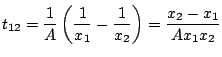 $t_{12} = \frac{1}{A} \left( \frac{1}{x_1} - \frac{1}{x_2} \right) = \frac{x_2 - x_1}{A x_1 x_2}$